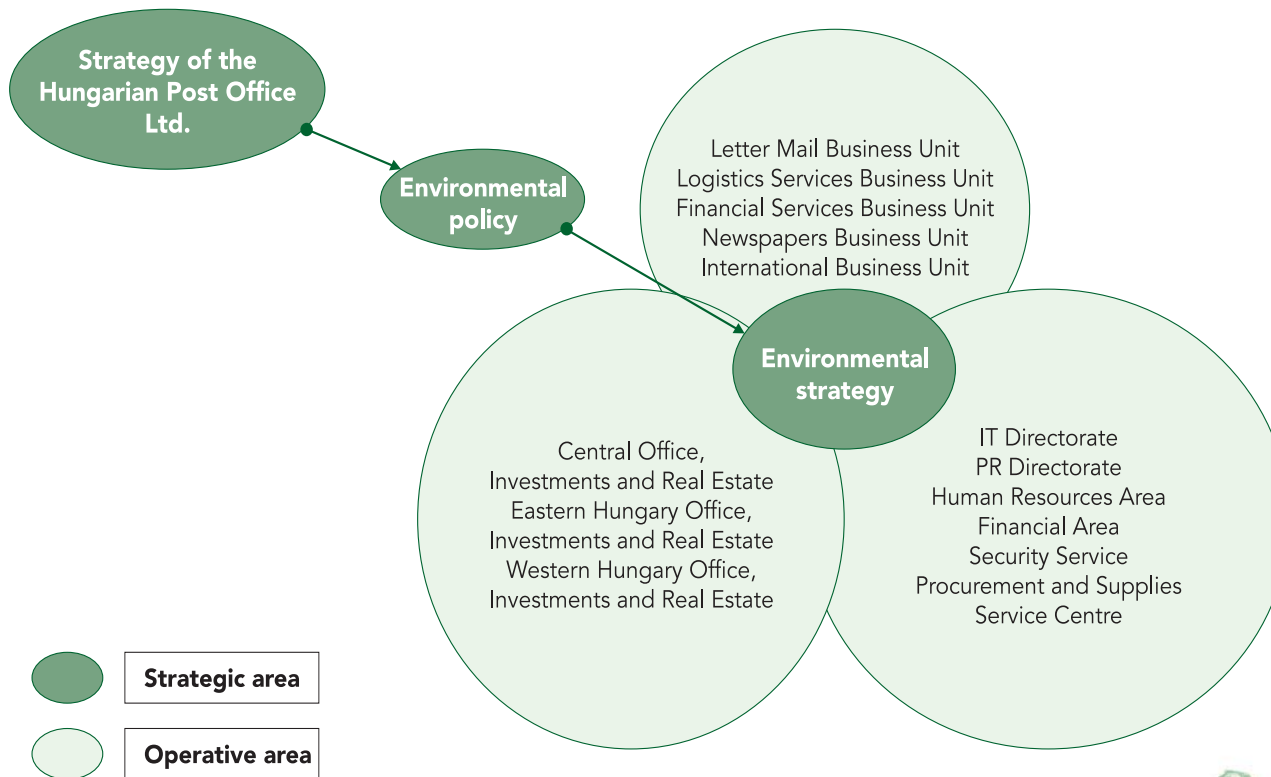 Strategy of the
Hungarian Post Office
Ltd.
Environmental
policy
Letter Mail Business Unit
Logistics Services Business Unit
Financial Services Business Unit
Newspapers Business Unit
International Business Unit
Environmental
strategy
Central Office,
Investments and Real Estate
Eastern Hungary Office,
Investments and Real Estate
Western Hungary Office,
Investments and Real Estate
IT Directorate
PR Directorate
Human Resources Area
Financial Area
Security Service
Procurement and Supplies
Service Centre
Strategic area
Operative area